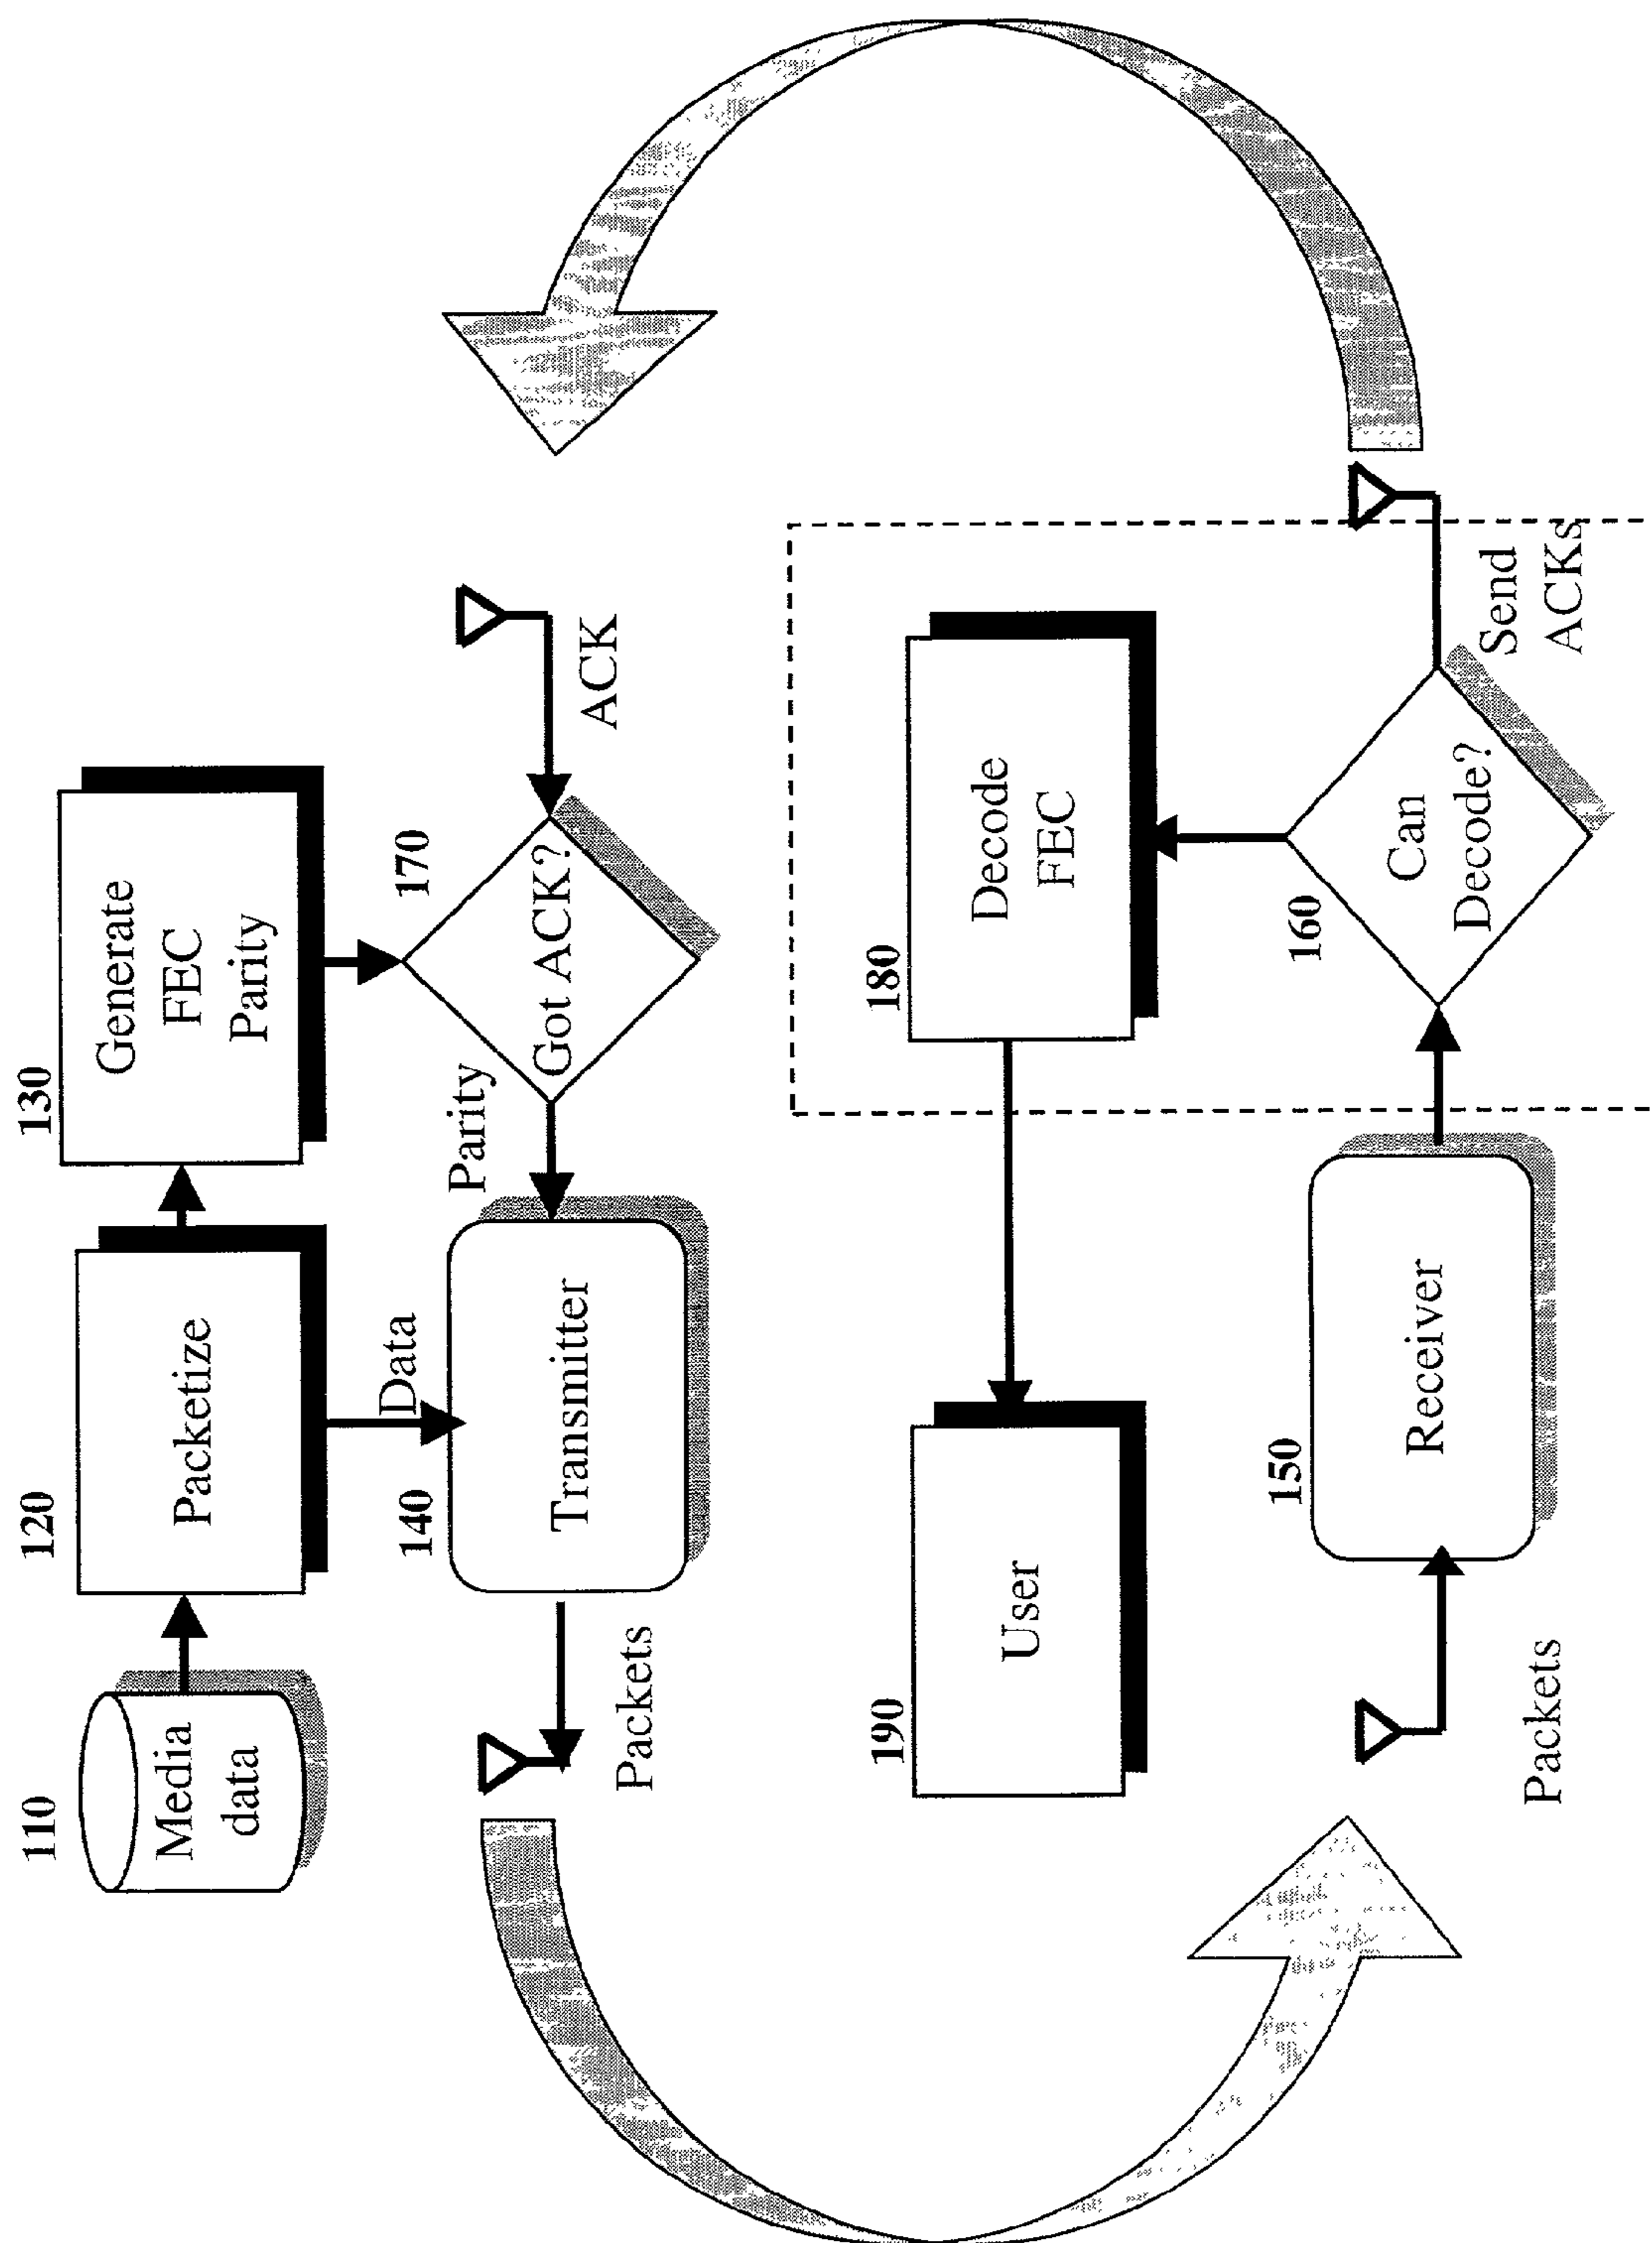 110
Media
data
120
Packetize
130
Generate
FEC
Parity
Data
140
Transmitter
Parity
170
Got ACK?
ACK
Packets
190
User
180
Decode
FEC
150
Receiver
160
Can
Decode?
Send
ACKs
Packets